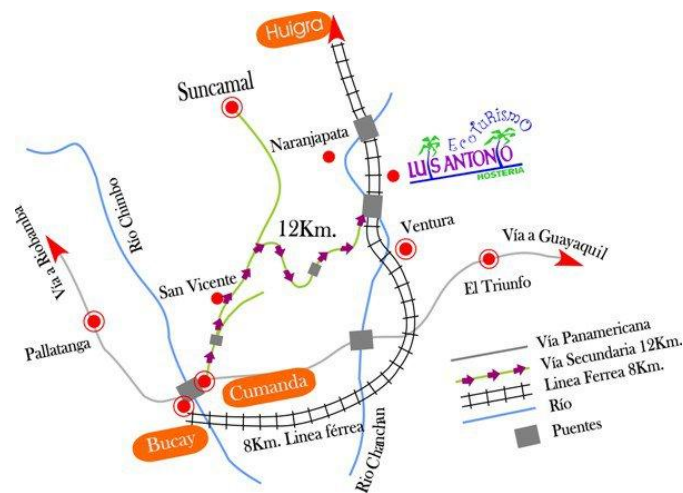 Huigra
Suncamal
Naranjapata
EcoTuRismo
LUIS ANTONIO
HOSTERIA
Río Chimbo
12Km.
Ventura
Vía a Guayaquil
Vía a Riobamba
San Vicente
El Triunfo
Pallatanga
Cumanda
Bucay
8Km. Linea férrea
Río Chanchan
Vía Panamericana
Vía Secundaria 12Km.
Linea Ferrea 8Km.
Río
Puentes